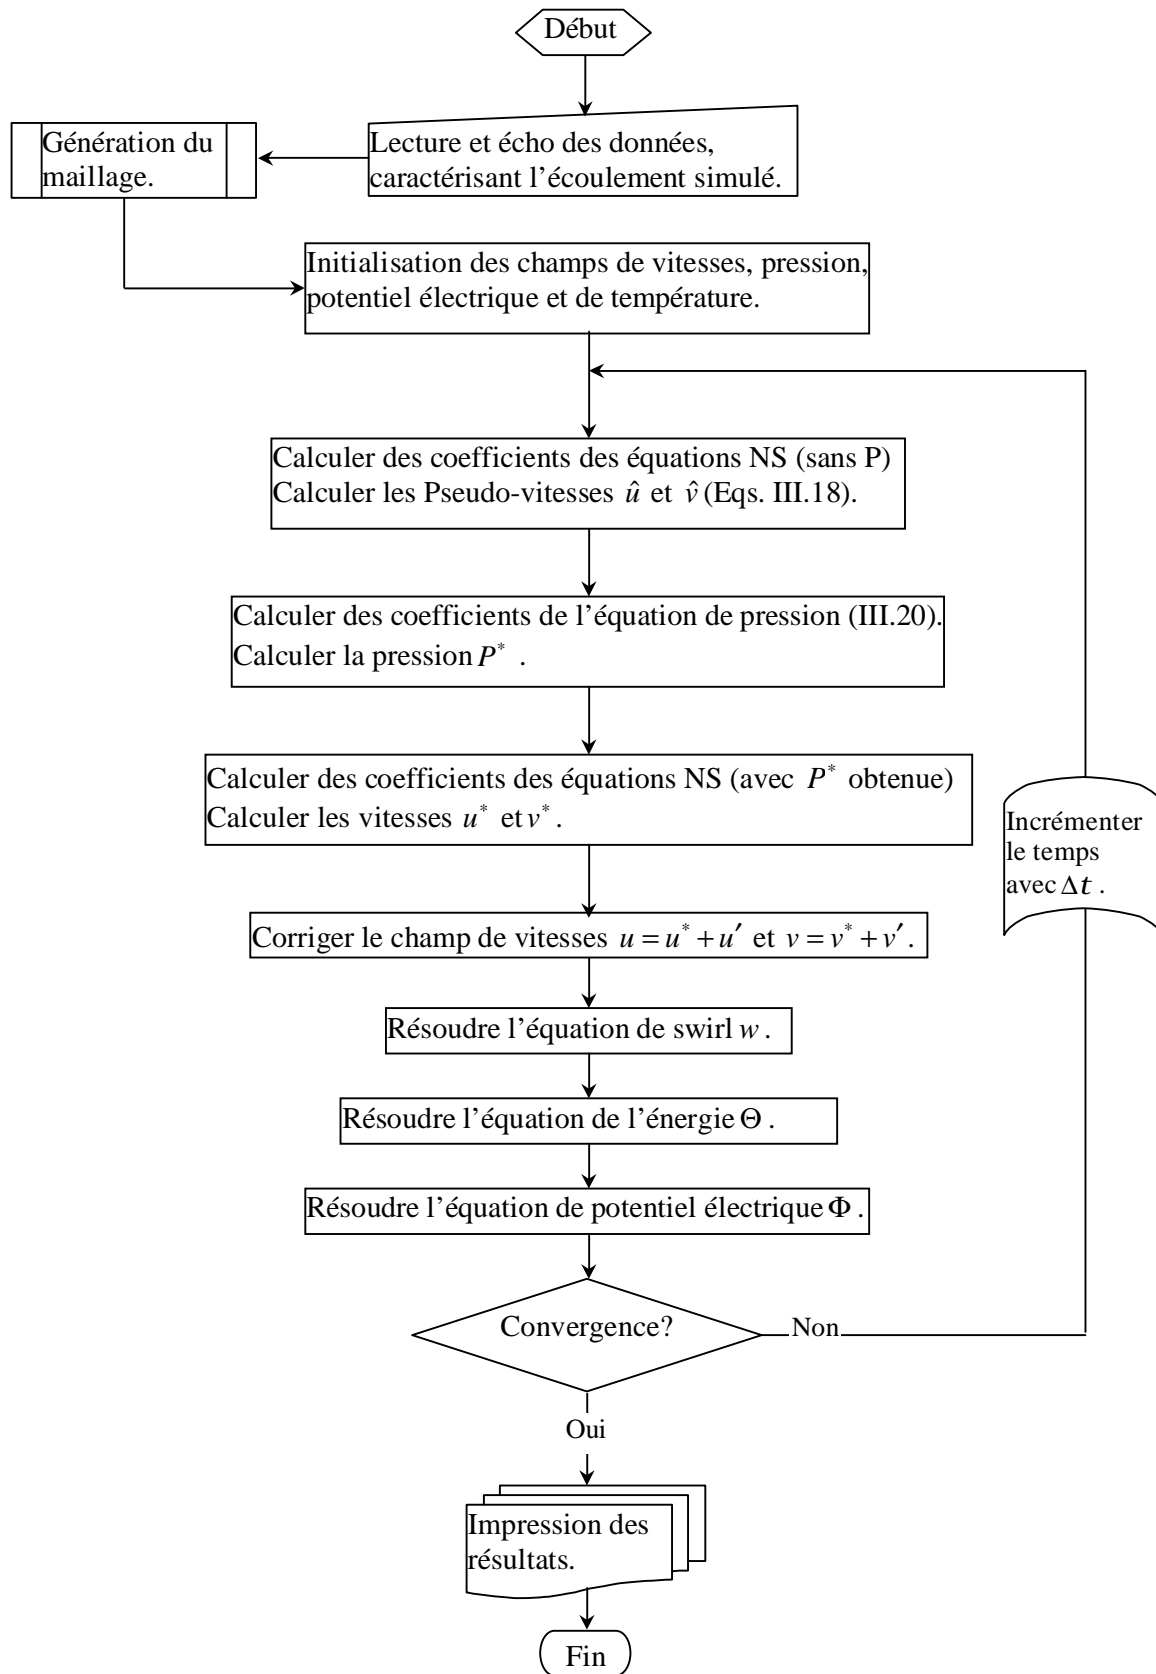 Début
Lecture et écho des données,
caractérisant l’écoulement simulé.
Génération du
maillage.
Initialisation des champs de vitesses, pression,
potentiel électrique et de température.
Calculer des coefficients des équations NS (sans P)
Calculer les Pseudo-vitesses û et v̂ (Eqs. III.18).
Calculer des coefficients de l’équation de pression (III.20).
Calculer la pression P* .
Calculer des coefficients des équations NS (avec P* obtenue)
Calculer les vitesses u* et v* .
Incrémenter
le temps
avec Δt .
Corriger le champ de vitesses u = u* + u′ et v = v* + v′ .
Résoudre l’équation de swirl w .
Résoudre l’équation de l’énergie Θ .
Résoudre l’équation de potentiel électrique Φ .
Convergence?
Non
Oui
Impression des
résultats.
Fin